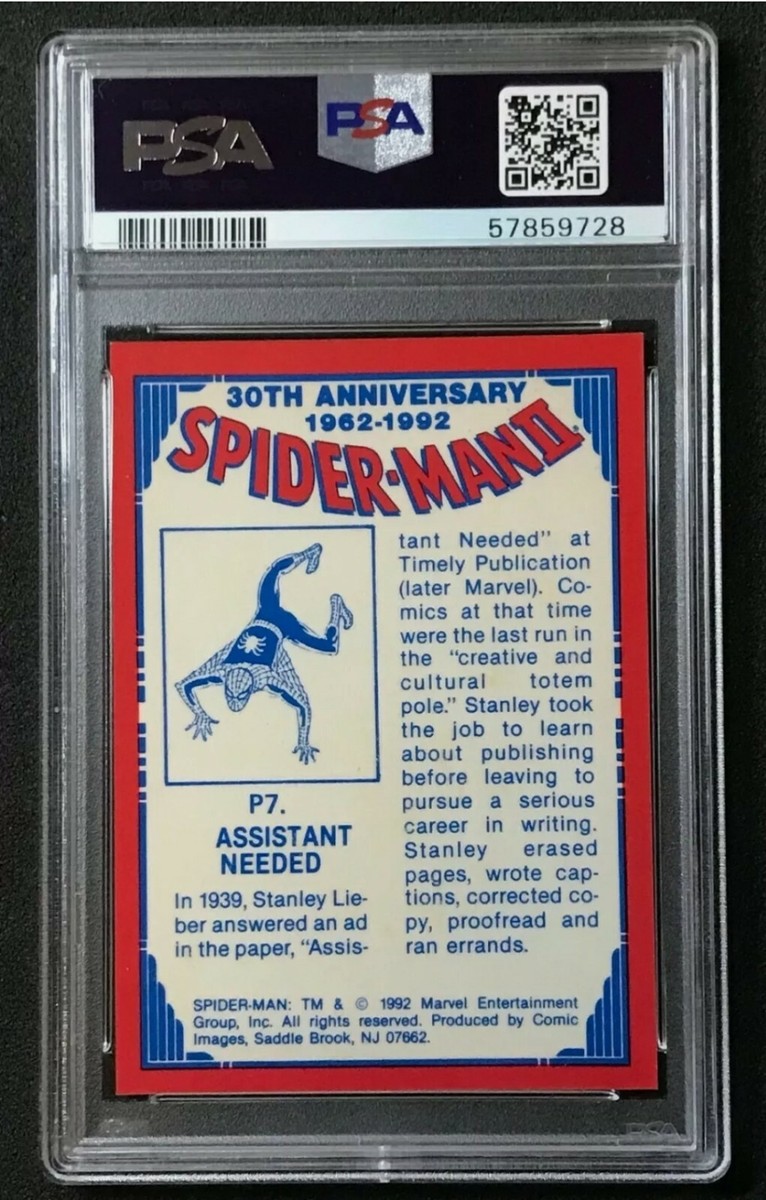 PSA
PSA
57859728
30TH ANNIVERSARY
1962-1992
SPIDER-MAN II
P7.
ASSISTANT
NEEDED
In 1939, Stanley Lie-
ber answered an ad
in the paper, "Assis-
tant Needed" at
Timely Publication
(later Marvel). Co-
mics at that time
were the last run in
the "creative and
cultural totem
pole." Stanley took
the job to learn
about publishing
before leaving to
pursue a serious
career in writing.
Stanley erased
pages, wrote cap-
tions, corrected co-
py, proofread and
ran errands.
SPIDER-MAN: TM & © 1992 Marvel Entertainment
Group, Inc. All rights reserved. Produced by Comic
Images, Saddle Brook, NJ 07662.
PSA